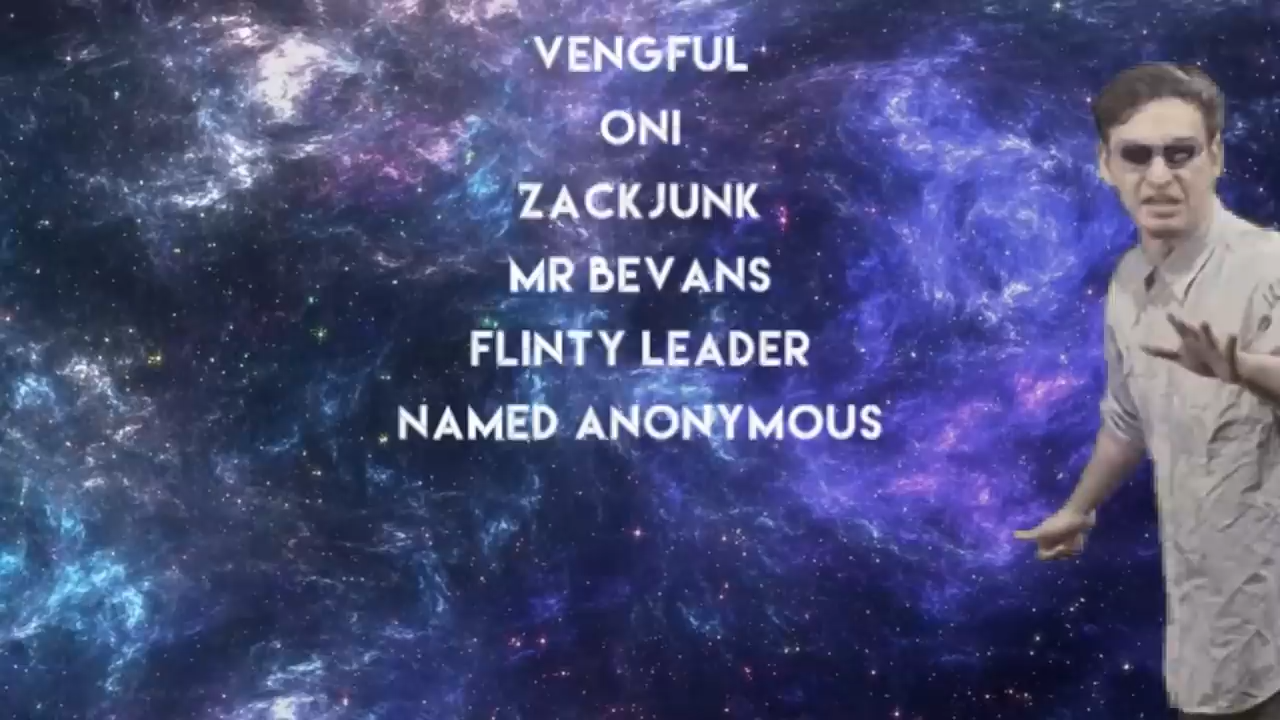 VENGFUL
ONI
ZACKJUNK
MR BEVANS
FLINTY LEADER
NAMED ANONYMOUS